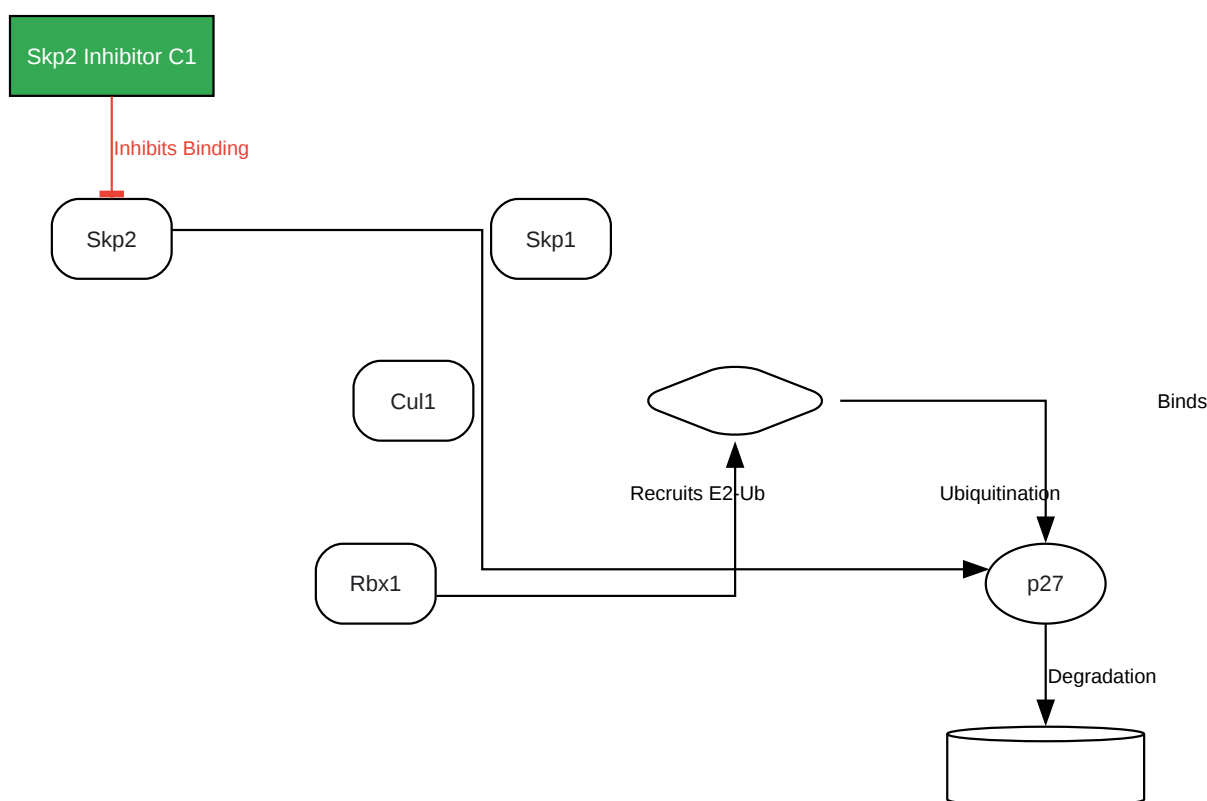 Skp2 Inhibitor C1
Inhibits Binding
Skp2
Skp1
Cul1
Binds
Recruits E2-Ub
Ubiquitination
Rbx1
p27
Degradation